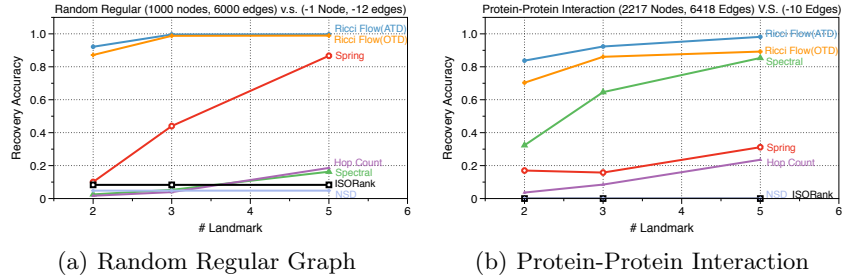 Random Regular (1000 nodes, 6000 edges) v.s. (-1 Node, -12 edges)
1.0
0.8
0.6
0.4
0.2
0
Recovery Accuracy
Ricci Flow(ATD)
Ricci Flow(OTD)
Spring
Hop Count
Spectral
ISORank
NSD
2 3 4 5 6
# Landmark
(a) Random Regular Graph
Protein-Protein Interaction (2217 Nodes, 6418 Edges) V.S. (-10 Edges)
1.0
0.8
0.6
0.4
0.2
0
Recovery Accuracy
Ricci Flow(ATD)
Ricci Flow(OTD)
Spectral
Spring
Hop Count
NSD ISORank
2 3 4 5 6
# Landmark
(b) Protein-Protein Interaction